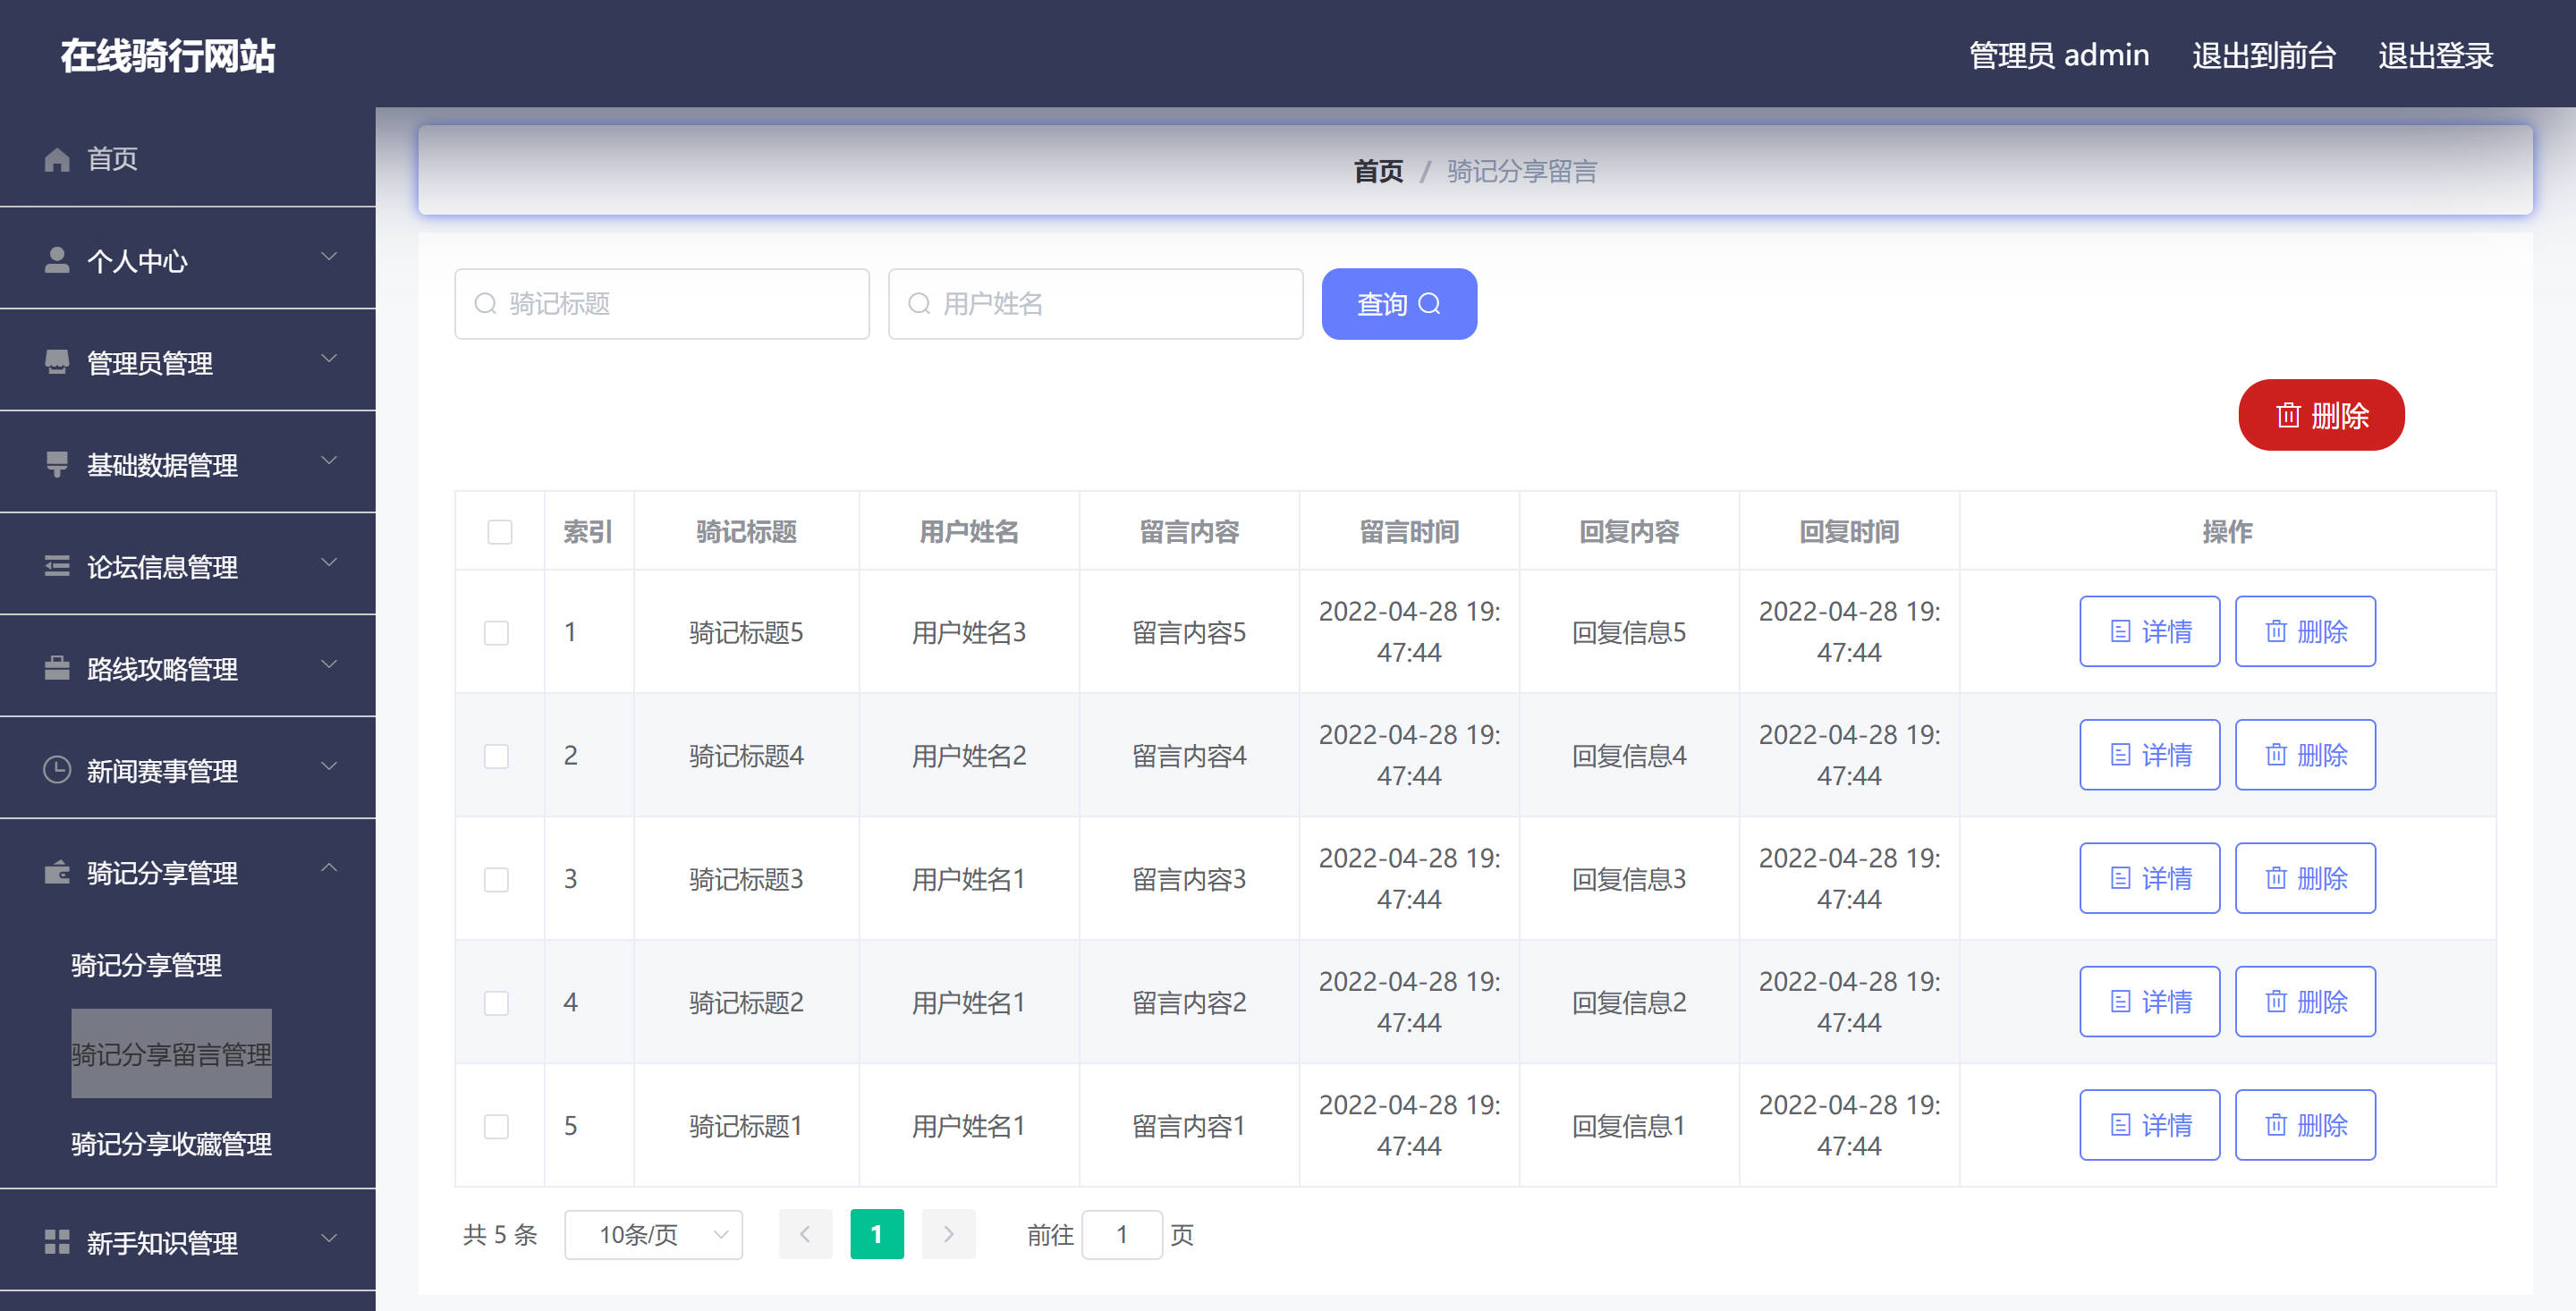 在线骑行网站
管理员 admin 退出到前台 退出登录
首页
个人中心
管理员管理
基础数据管理
论坛信息管理
路线攻略管理
新闻赛事管理
骑记分享管理
骑记分享管理
骑记分享留言管理
骑记分享收藏管理
新手知识管理
首页 / 骑记分享留言
骑记标题 用户姓名 查询
删除
索引 骑记标题 用户姓名 留言内容 留言时间 回复内容 回复时间 操作
1 骑记标题5 用户姓名3 留言内容5 2022-04-28 19:47:44 回复信息5 2022-04-28 19:47:44 详情 删除
2 骑记标题4 用户姓名2 留言内容4 2022-04-28 19:47:44 回复信息4 2022-04-28 19:47:44 详情 删除
3 骑记标题3 用户姓名1 留言内容3 2022-04-28 19:47:44 回复信息3 2022-04-28 19:47:44 详情 删除
4 骑记标题2 用户姓名1 留言内容2 2022-04-28 19:47:44 回复信息2 2022-04-28 19:47:44 详情 删除
5 骑记标题1 用户姓名1 留言内容1 2022-04-28 19:47:44 回复信息1 2022-04-28 19:47:44 详情 删除
共 5 条 10条/页 1 前往 1 页